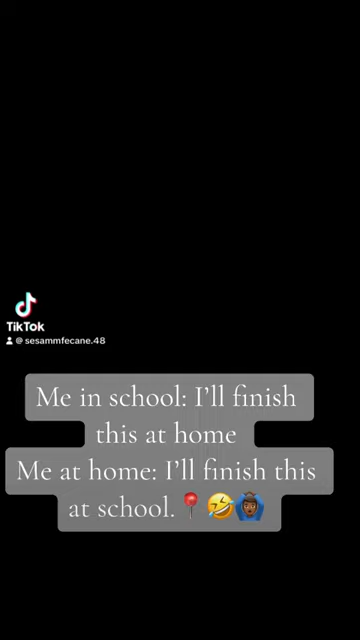 TikTok
@ sesammfecane.48
Me in school: I’ll finish
this at home
Me at home: I’ll finish this
at school.📍🤣🙆🏾‍♂️